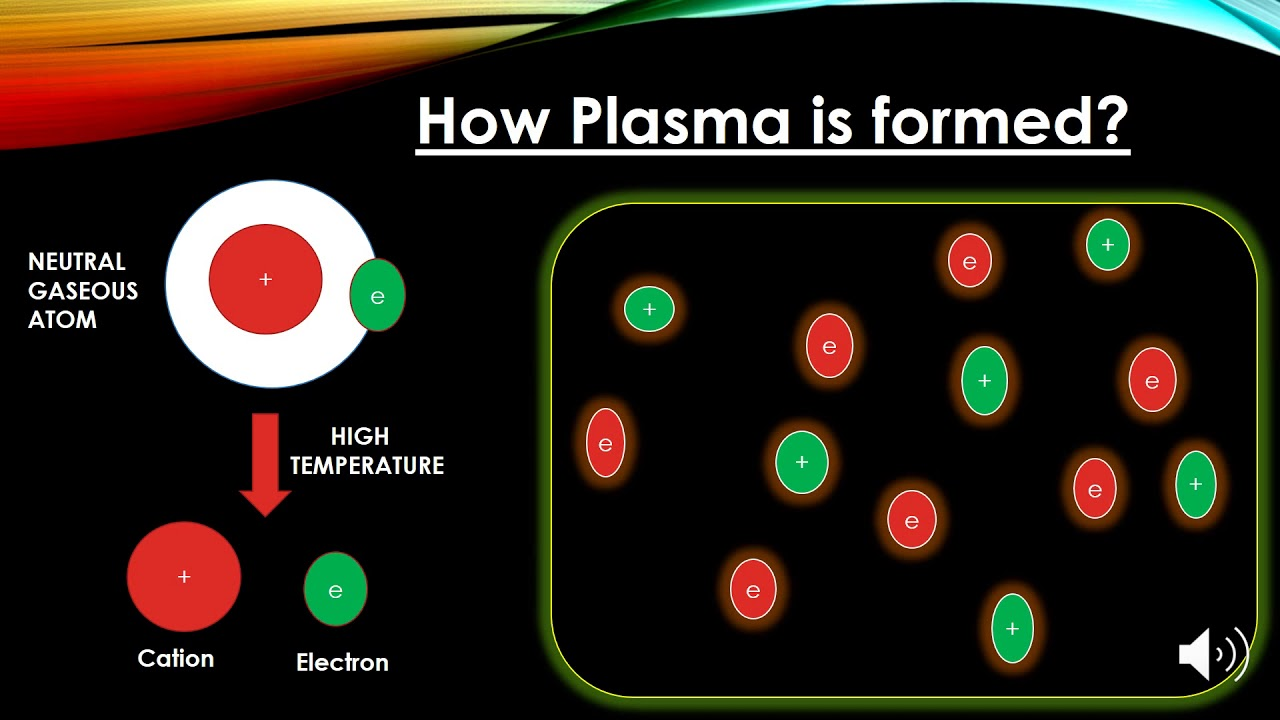 How Plasma is formed?
NEUTRAL
GASEOUS
ATOM
+
e
HIGH
TEMPERATURE
+
e
Cation
Electron
+
e
e
+
e
+
e
e
+
e
e
+
e
+